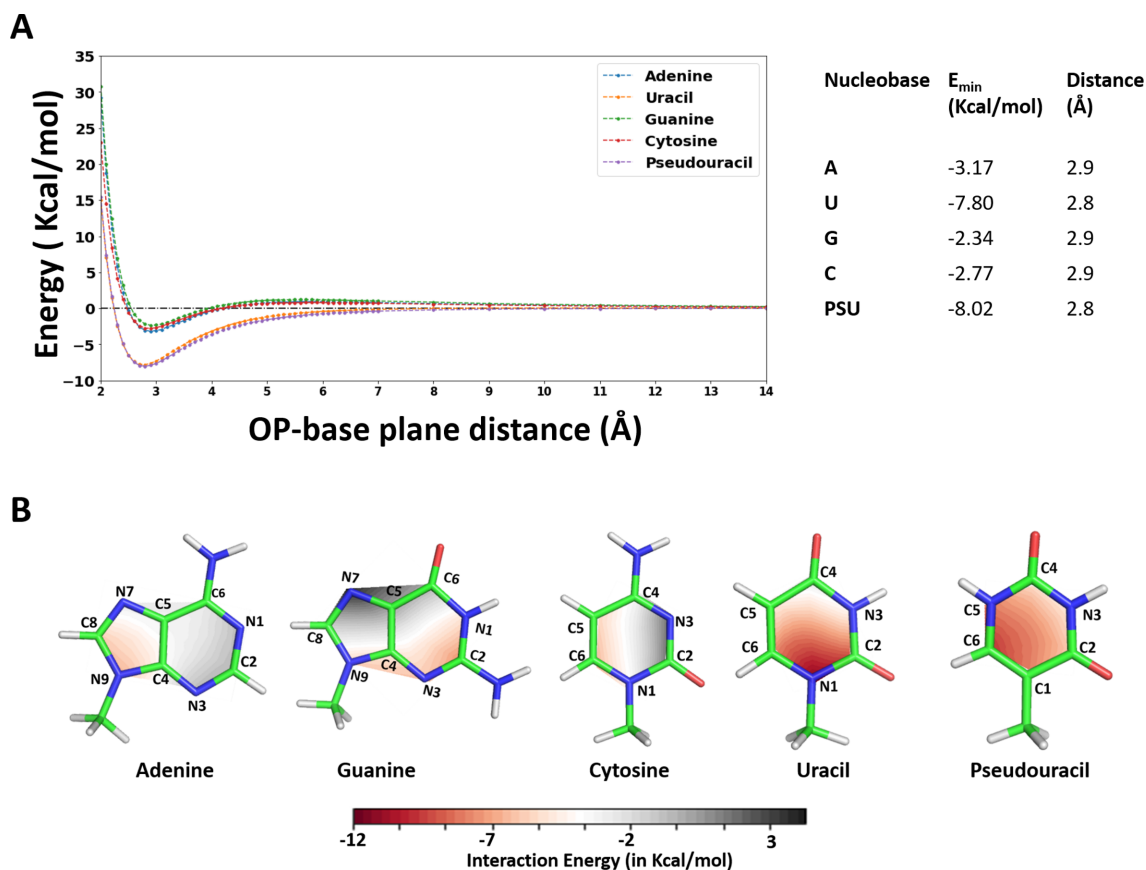 A
Energy ( Kcal/mol)
35
30
25
20
15
10
5
0
−5
−10
2 3 4 5 6 7 8 9 10 11 12 13 14
OP-base plane distance (Å)
Adenine
Uracil
Guanine
Cytosine
Pseudouracil
Nucleobase Emin Distance
(Kcal/mol) (Å)
A -3.17 2.9
U -7.80 2.8
G -2.34 2.9
C -2.77 2.9
PSU -8.02 2.8
B
N7 C5 C6 N1 C2 N3 C4 N9 C8
Adenine
N7 C5 C6 N1 C2 N3 C4 N9 C8
Guanine
C4 N3 C2 N1 C6 C5
Cytosine
C4 N3 C2 N1 C6 C5
Uracil
C4 N3 C2 C1 C6 C5
Pseudouracil
-12 -7 -2 3
Interaction Energy (in Kcal/mol)